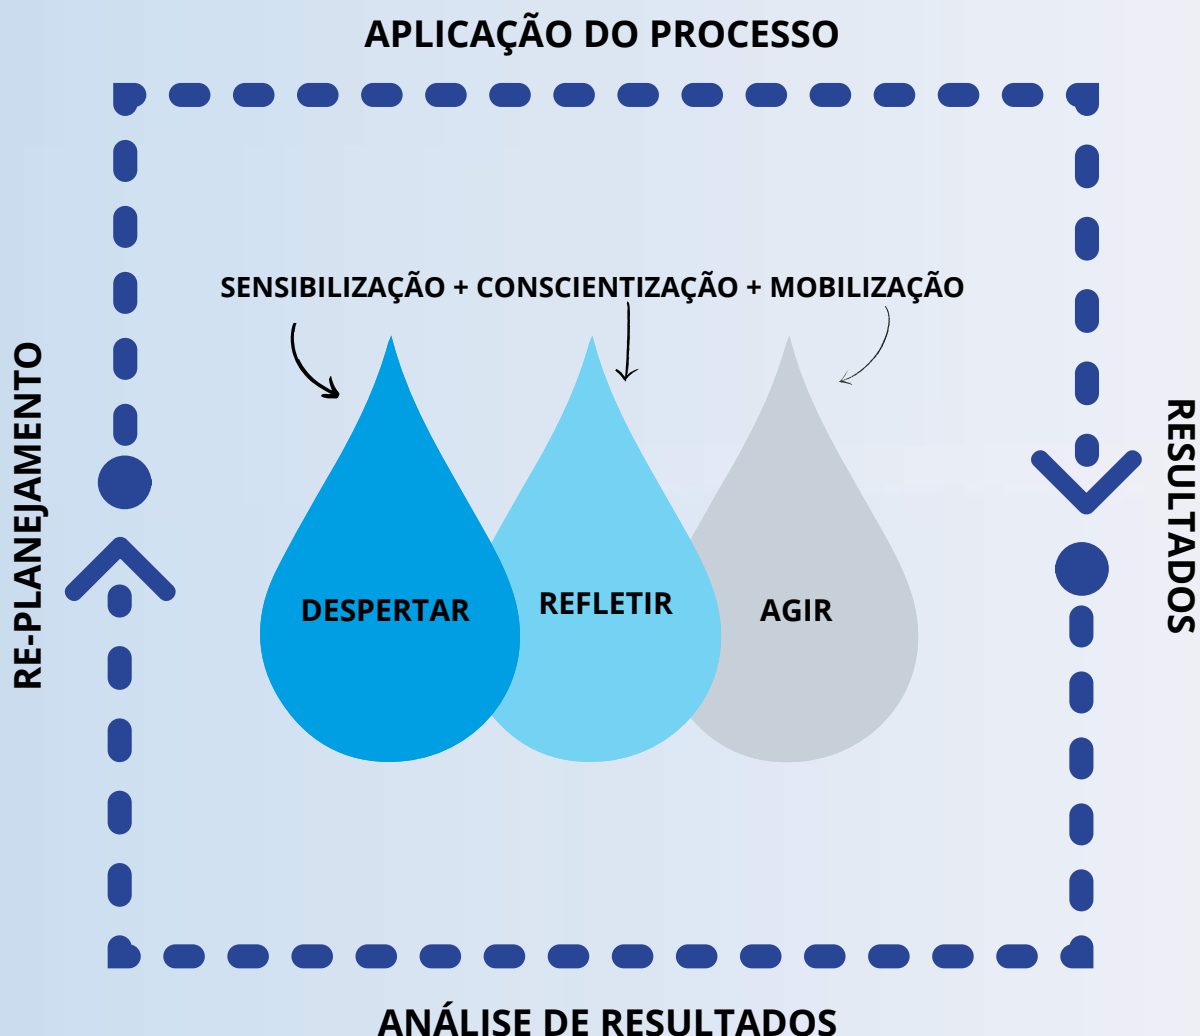 APLICAÇÃO DO PROCESSO
SENSIBILIZAÇÃO + CONSCIENTIZAÇÃO + MOBILIZAÇÃO
RE-PLANEJAMENTO
RESULTADOS
DESPERTAR
REFLETIR
AGIR
ANÁLISE DE RESULTADOS